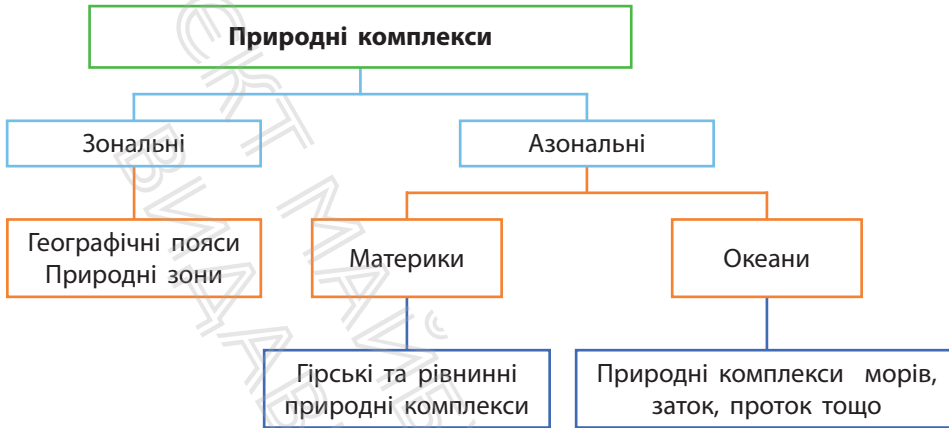 Природні комплекси
Зональні
Азональні
Географічні пояси
Природні зони
Материки
Океани
Гірські та рівнинні
природні комплекси
Природні комплекси морів,
заток, проток тощо